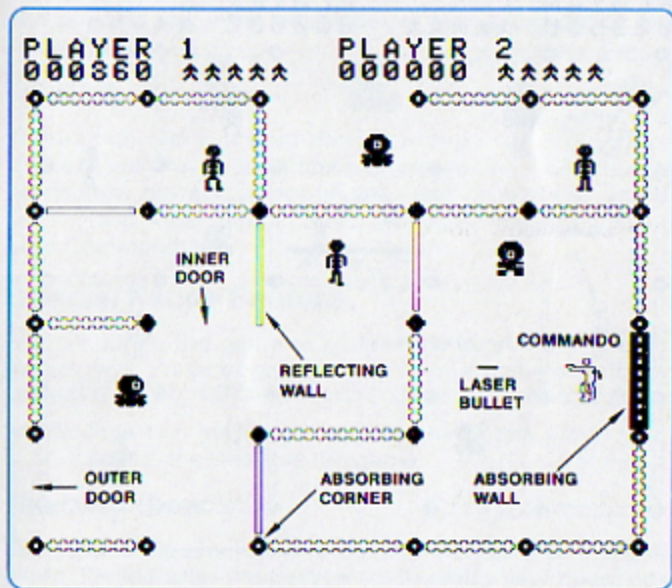 PLAYER 1 PLAYER 2
000360 000000
INNER
DOOR
COMMANDO
REFLECTING
WALL
LASER
BULLET
OUTER
DOOR
ABSORBING
CORNER
ABSORBING
WALL